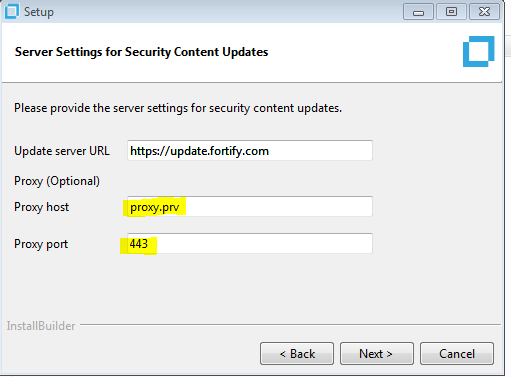 Setup
Server Settings for Security Content Updates
Please provide the server settings for security content updates.
Update server URL https://update.fortify.com
Proxy (Optional)
Proxy host proxy.prv
Proxy port 443
InstallBuilder
< Back Next > Cancel